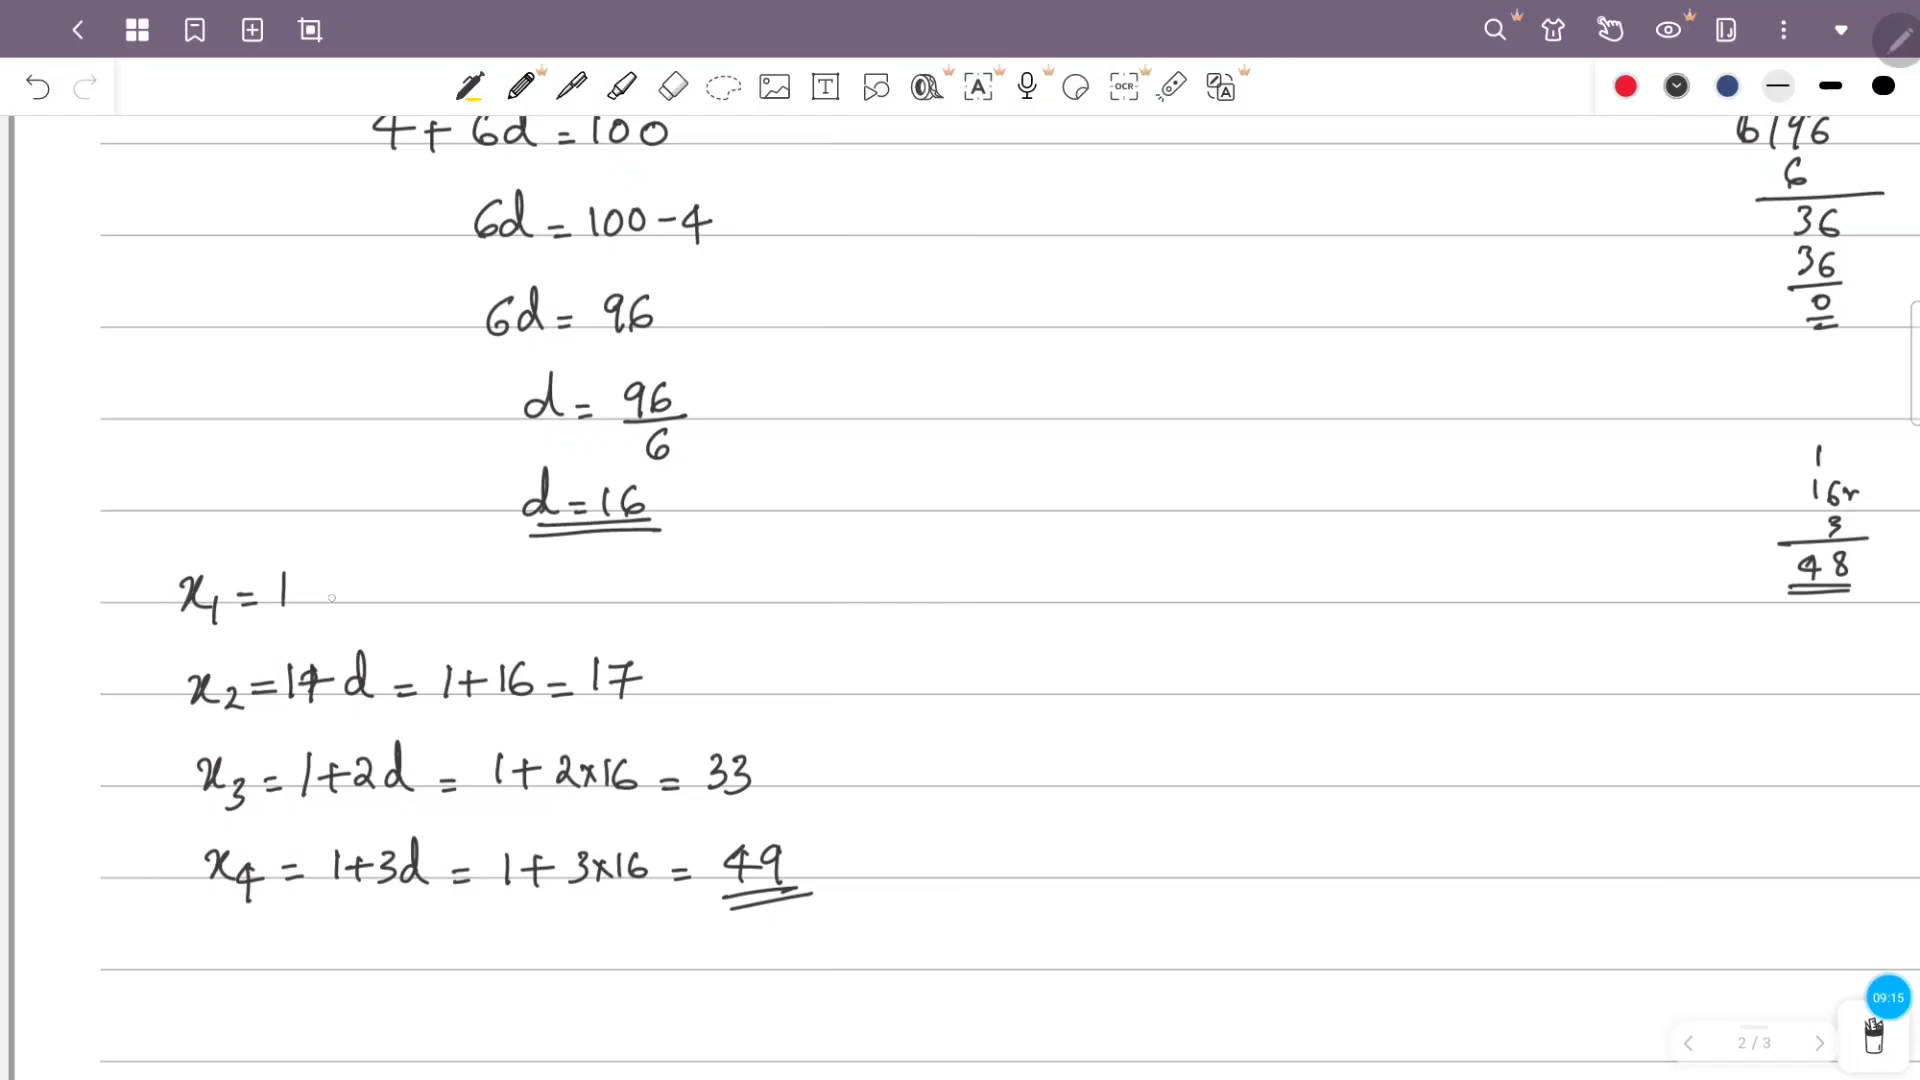 4 + 6d = 100
6d = 100 - 4
6d = 96
d = 96
6
d = 16
x1 = 1
x2 = 1+ d = 1+ 16 = 17
x3 = 1+2d = 1+ 2×16 = 33
x4 = 1+3d = 1+ 3×16 = 49
6
36
36
0
1
16×
3
48
T
A
OCR
A
09:15
2 / 3